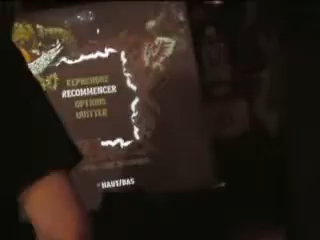 REPRENDRE
RECOMMENCER
OPTIONS
QUITTER
HAUT/BAS